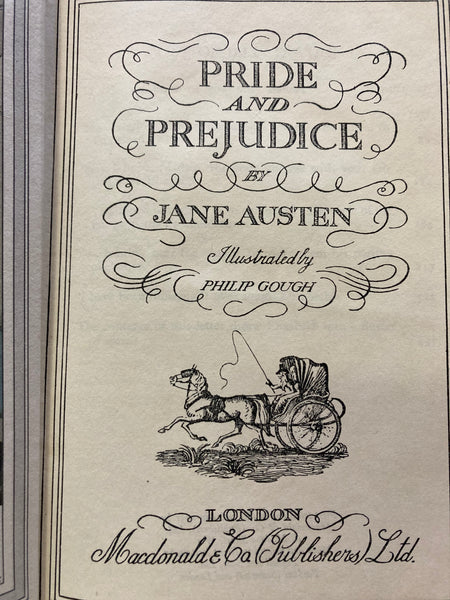 PRIDE
AND
PREJUDICE
BY
JANE AUSTEN
Illustrated by
PHILIP GOUGH
LONDON
Macdonald & Co (Publishers) Ltd.